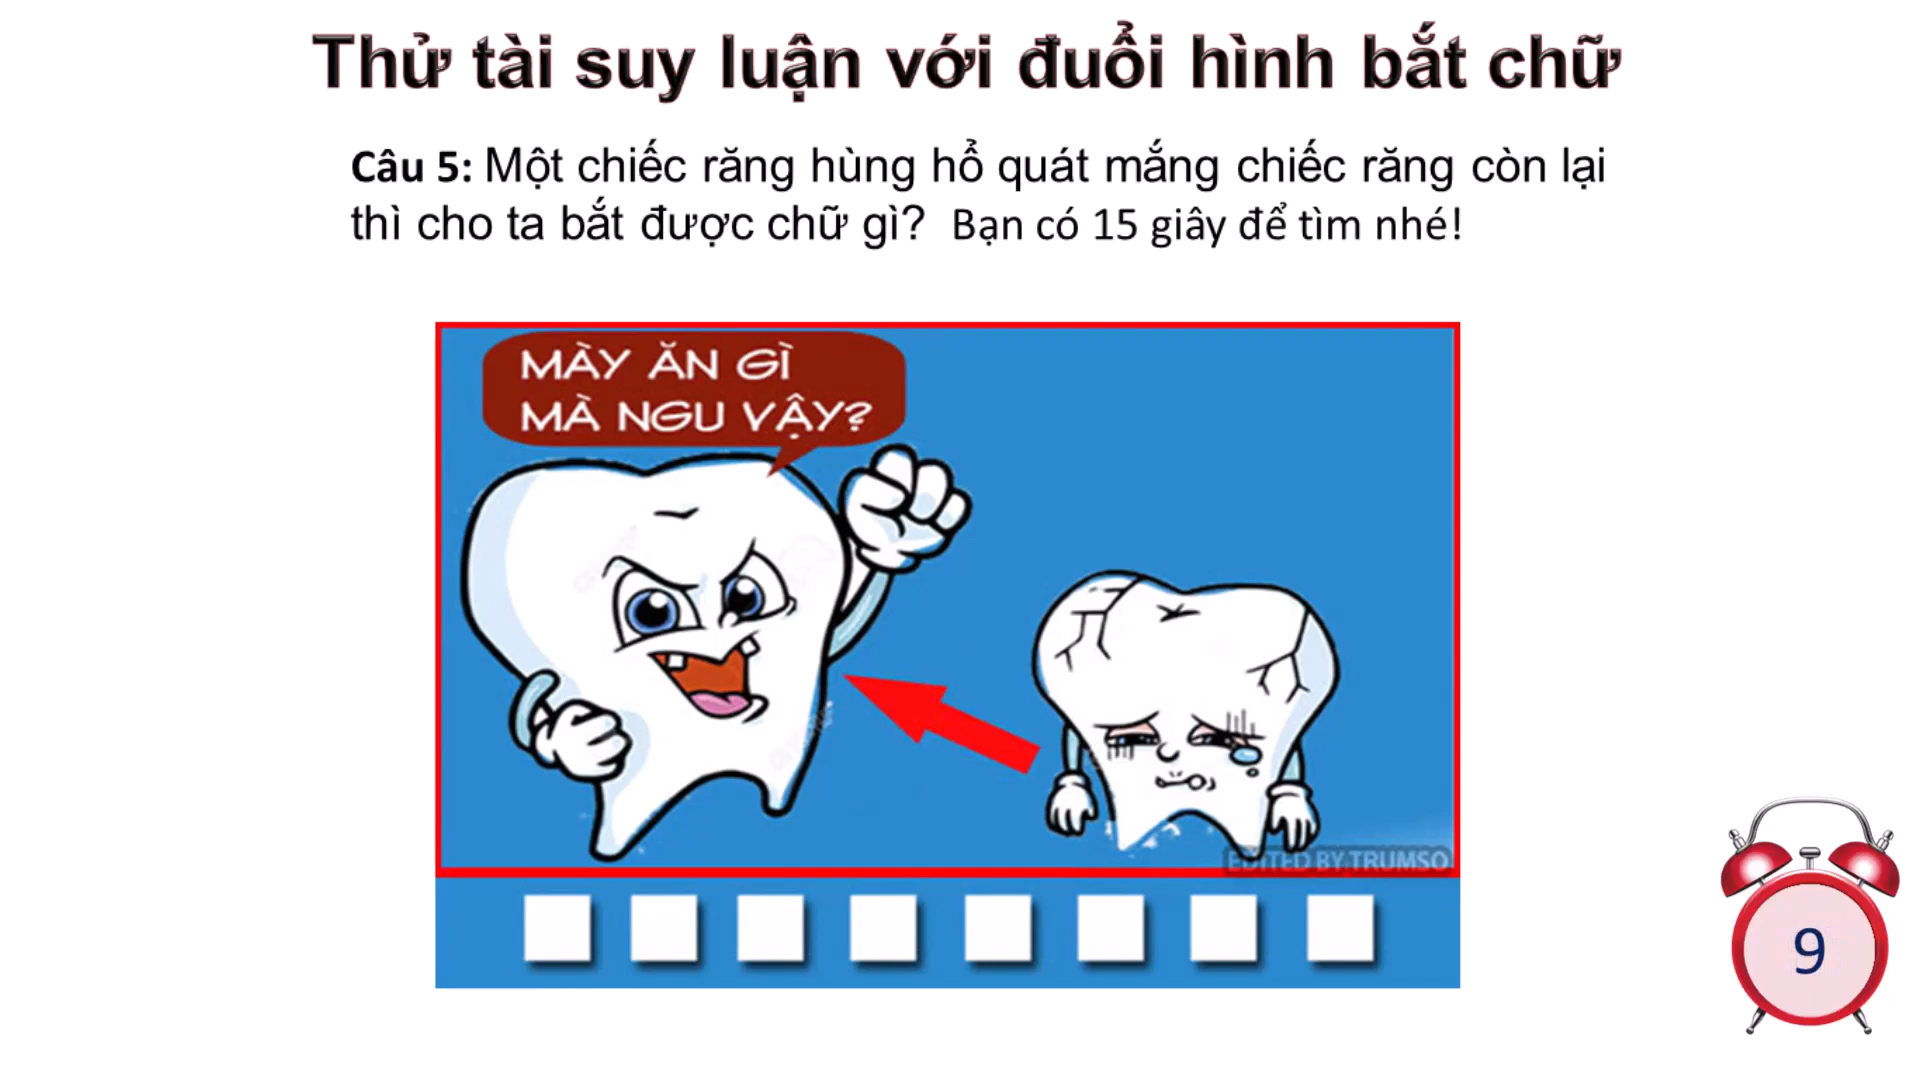 Thử tài suy luận với đuổi hình bắt chữ
Câu 5: Một chiếc răng hùng hổ quát mắng chiếc răng còn lại
thì cho ta bắt được chữ gì? Bạn có 15 giây để tìm nhé!
MÀY ĂN GÌ
MÀ NGU VẬY?
EDITED BY TRUMSO
9